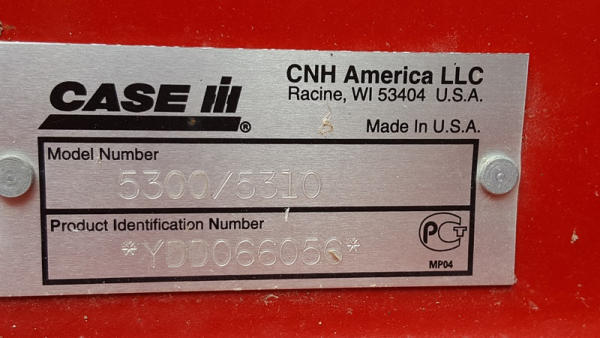 CASE IH®
CNH America LLC
Racine, WI 53404 U.S.A.
Made In U.S.A.
Model Number
5300/5310
Product Identification Number
*YDD066056*
PCT
MP04